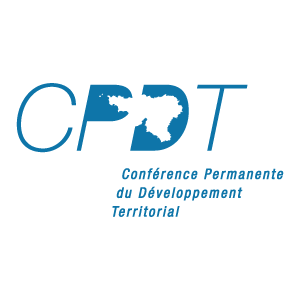 CPDT
Conférence Permanente
du Développement
Territorial